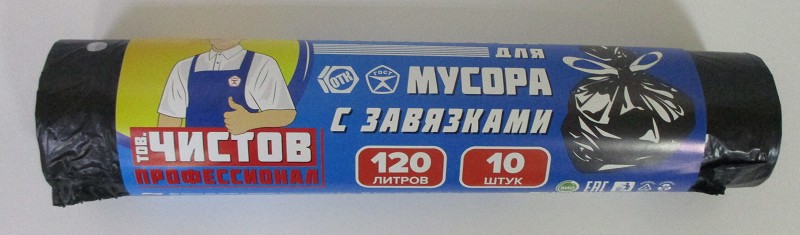 ДЛЯ
ОТК
ГОСТ
МУСОРА
С ЗАВЯЗКАМИ
ТОВ.
ЧИСТОВ
ПРОФЕССИОНАЛ
120
ЛИТРОВ
10
ШТУК
EAC